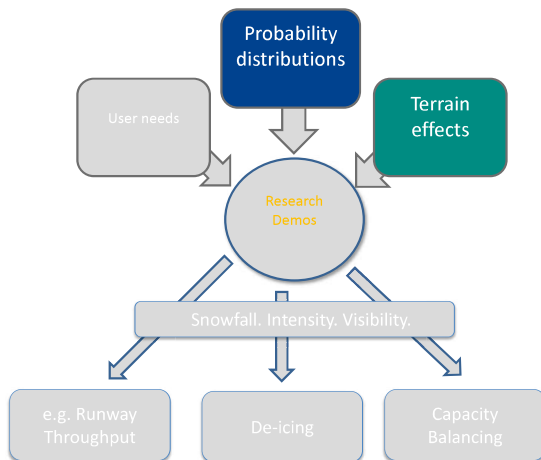 Probability
distributions
User needs
Terrain
effects
Research
Demos
Snowfall. Intensity. Visibility.
e.g. Runway
Throughput
De-icing
Capacity
Balancing